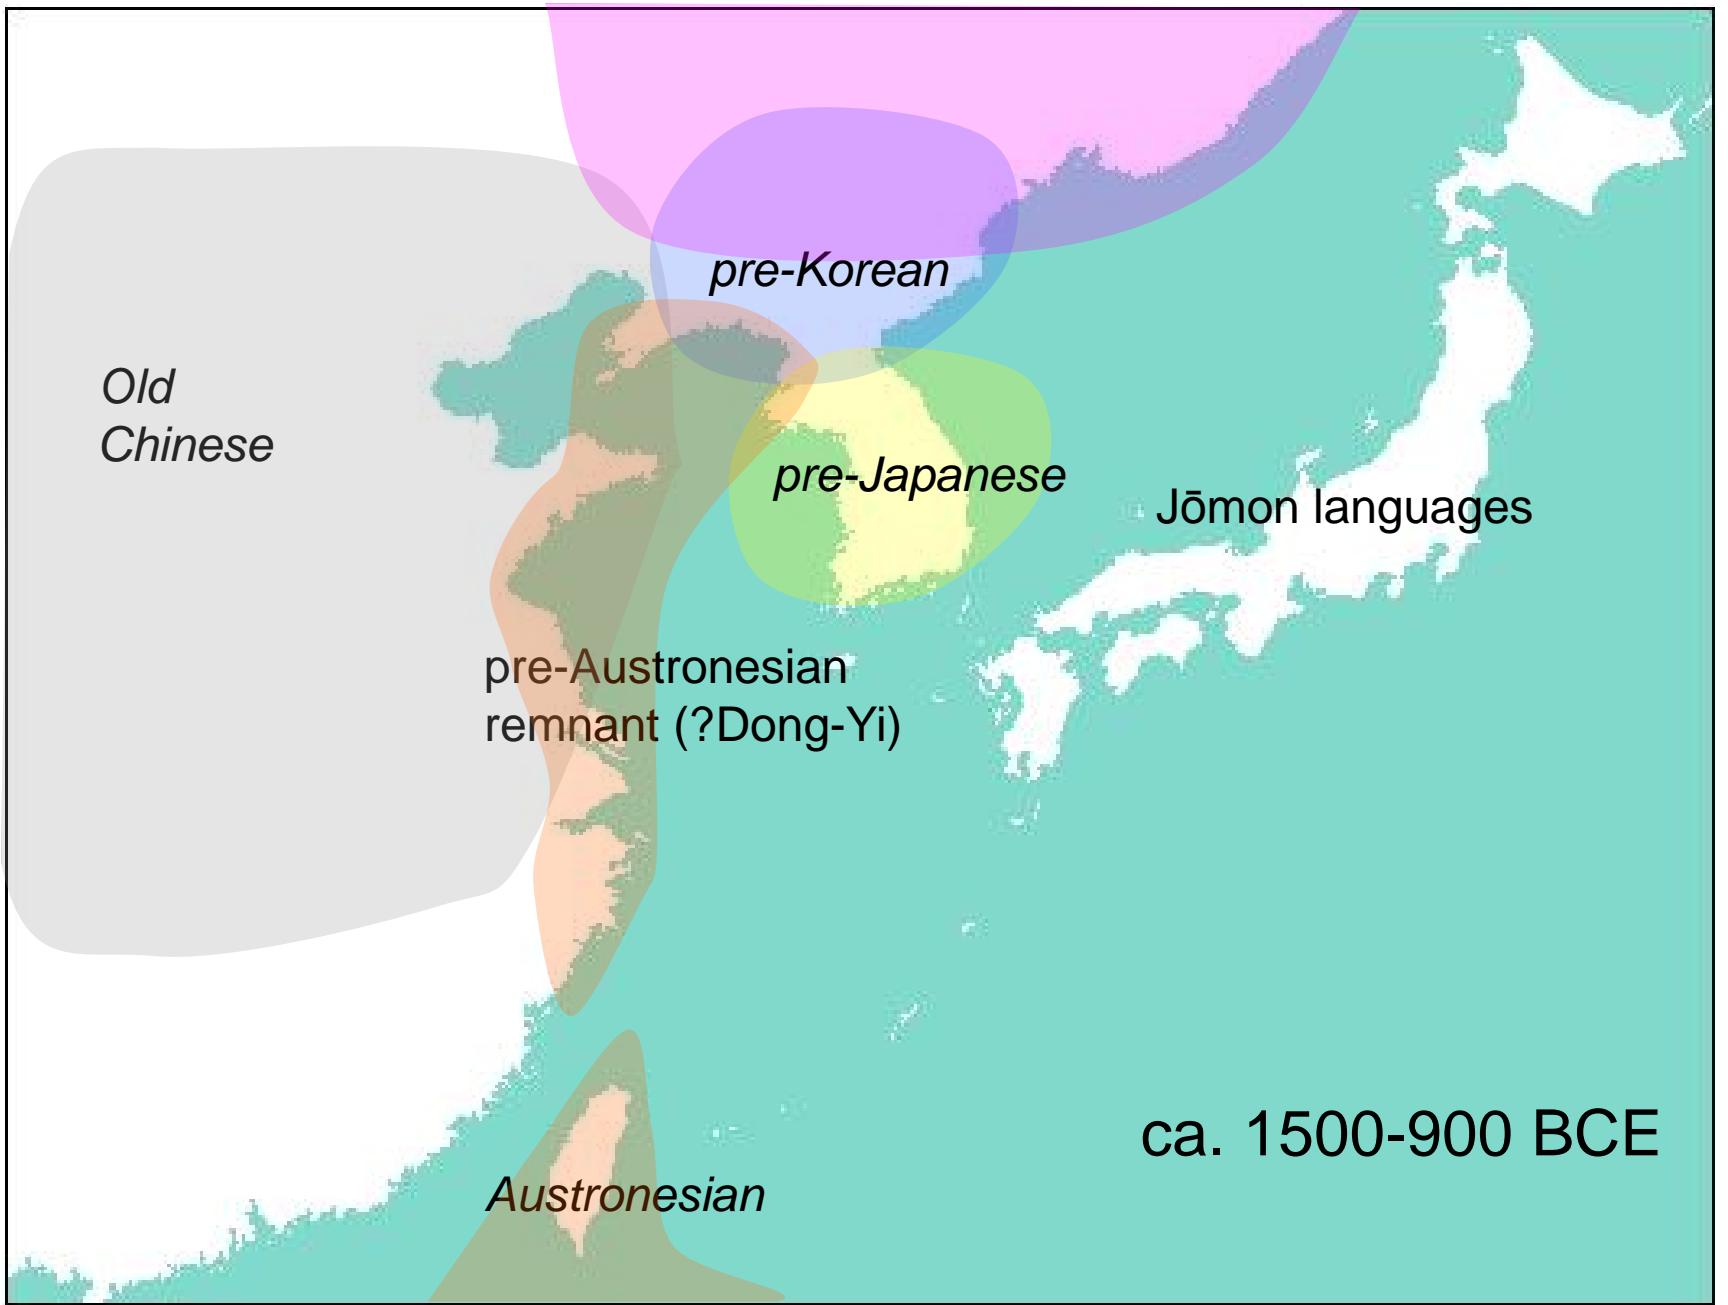 pre-Korean
Old
Chinese
pre-Japanese
Jōmon languages
pre-Austronesian
remnant (?Dong-Yi)
ca. 1500-900 BCE
Austronesian